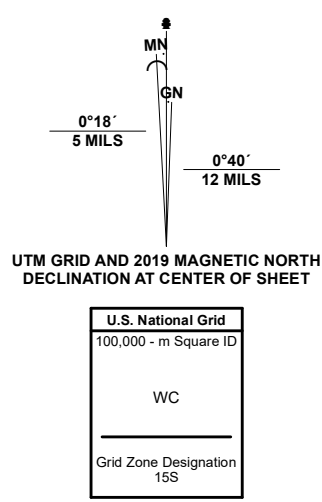 MN
GN
0°18´
5 MILS
0°40´
12 MILS
UTM GRID AND 2019 MAGNETIC NORTH
DECLINATION AT CENTER OF SHEET
U.S. National Grid
100,000 - m Square ID
WC
Grid Zone Designation
15S